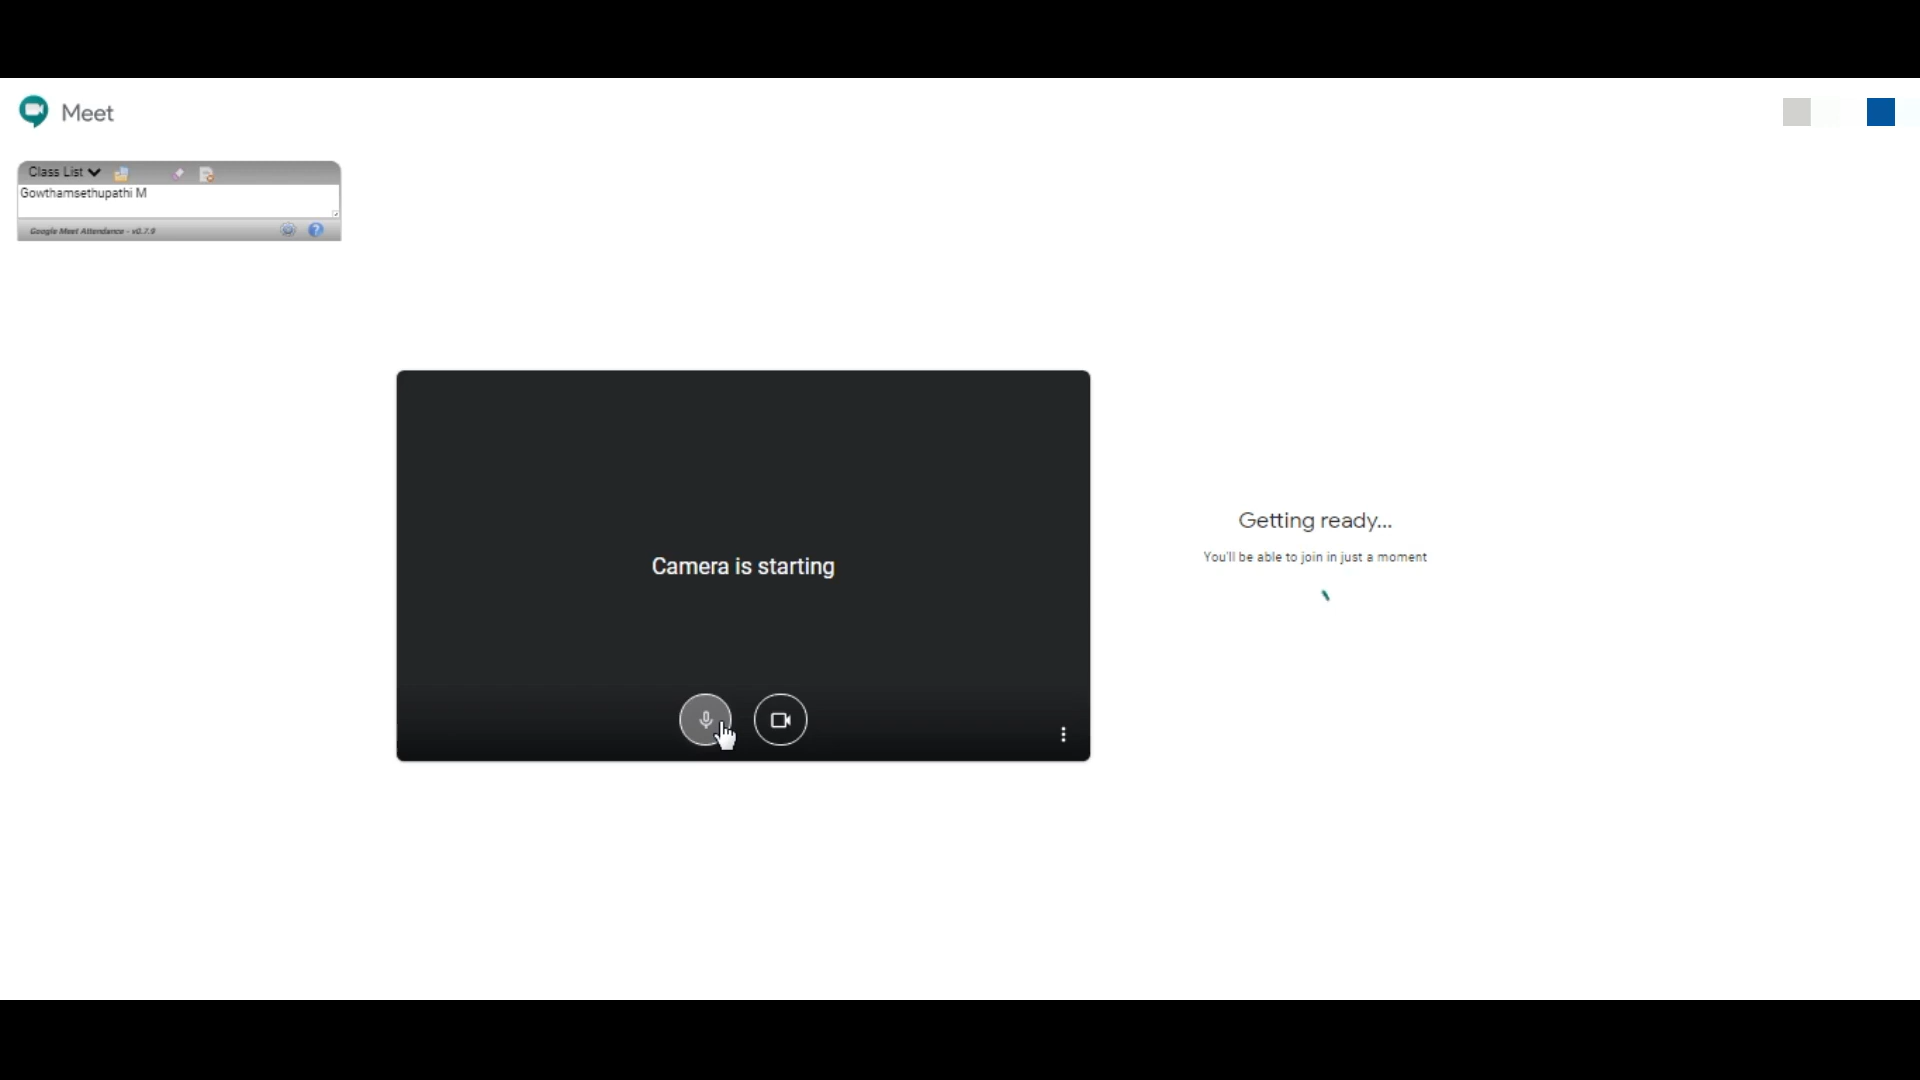 Meet
Class List
Gowthamsethupathi M
Google Meet Attendance - v0.7.9
Camera is starting
Getting ready...
You'll be able to join in just a moment